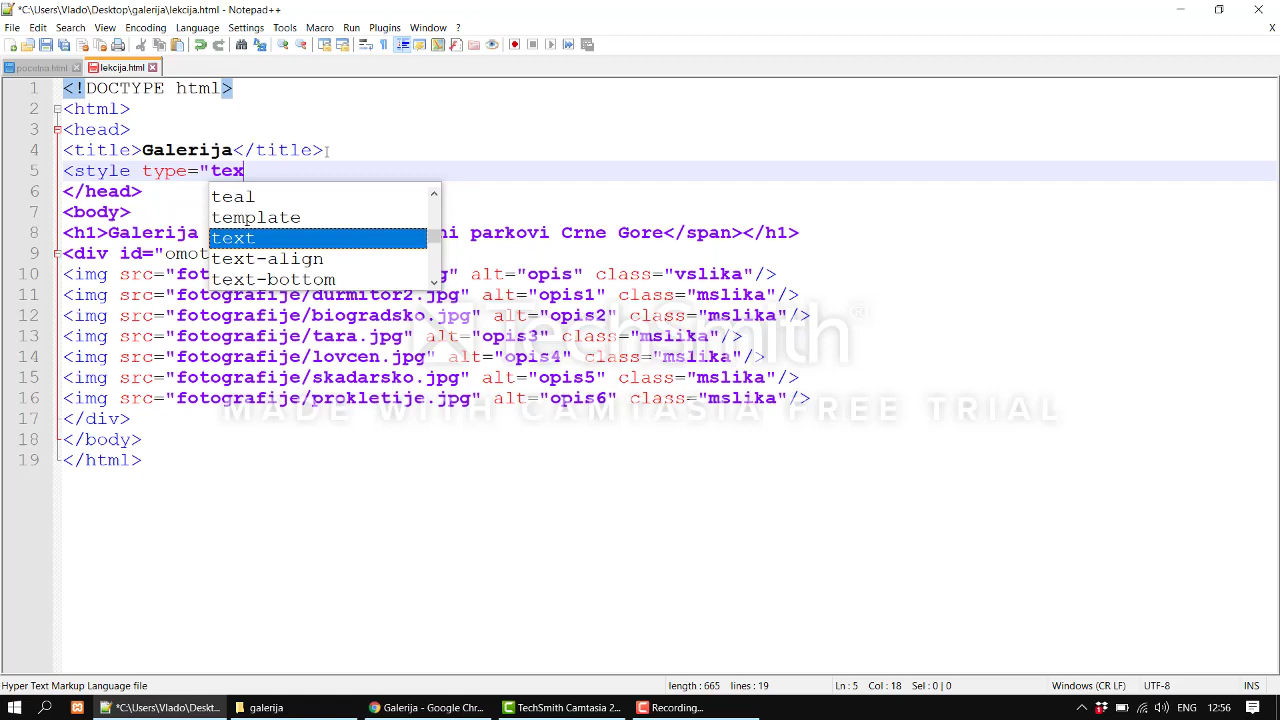 *C:\Users\Vlado\Desktop\galerija\lekcija.html - Notepad++
File Edit Search View Encoding Language Settings Tools Macro Run Plugins Window ? X
pocetna.html lekcija.html
1 <!DOCTYPE html>
2 <html>
3 <head>
4 <title>Galerija</title>
5 <style type="tex
teal
6 </head>
template
7 <body>
text
8 <h1>Galerija ni parkovi Crne Gore</span></h1>
text-align
9 <div id="omot
text-bottom
10 <img src="fot g" alt="opis" class="vslika"/>
11 <img src="fotografije/durmitor2.jpg" alt="opis1" class="mslika"/>
12 <img src="fotografije/biogradsko.jpg" alt="opis2" class="mslika"/>
13 <img src="fotografije/tara.jpg" alt="opis3" class="mslika"/>
14 <img src="fotografije/lovcen.jpg" alt="opis4" class="mslika"/>
TechSmith®
15 <img src="fotografije/skadarsko.jpg" alt="opis5" class="mslika"/>
16 <img src="fotografije/prokletije.jpg" alt="opis6" class="mslika"/>
MADE WITH CAMTASIA FREE TRIAL
17 </div>
18 </body>
19 </html>
Hyper Text Markup Language file length : 665 lines : 19 Ln : 5 Col : 18 Sel : 0 | 0 Windows (CR LF) UTF-8 INS
*C:\Users\Vlado\Deskt... galerija Galerija - Google Chr... TechSmith Camtasia 2... Recording... ENG 12:56